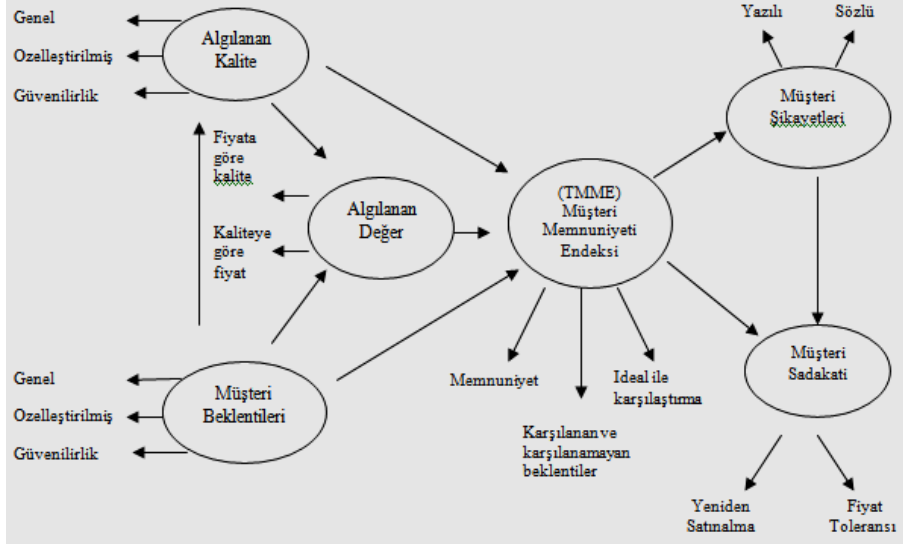 Genel
Ozelleştirilmiş
Güvenilirlik
Algılanan
Kalite
Fiyata
göre
kalite
Kaliteye
göre
fiyat
Algılanan
Değer
Genel
Ozelleştirilmiş
Güvenilirlik
Müşteri
Beklentileri
(TMME)
Müşteri
Memnuniyeti
Endeksi
Memnuniyet
Karşılanan ve
karşılanamayan
beklentiler
Ideal ile
karşılaştırma
Yazılı
Sözlü
Müşteri
Şikayetleri
Müşteri
Sadakati
Yeniden
Satınalma
Fiyat
Toleransı